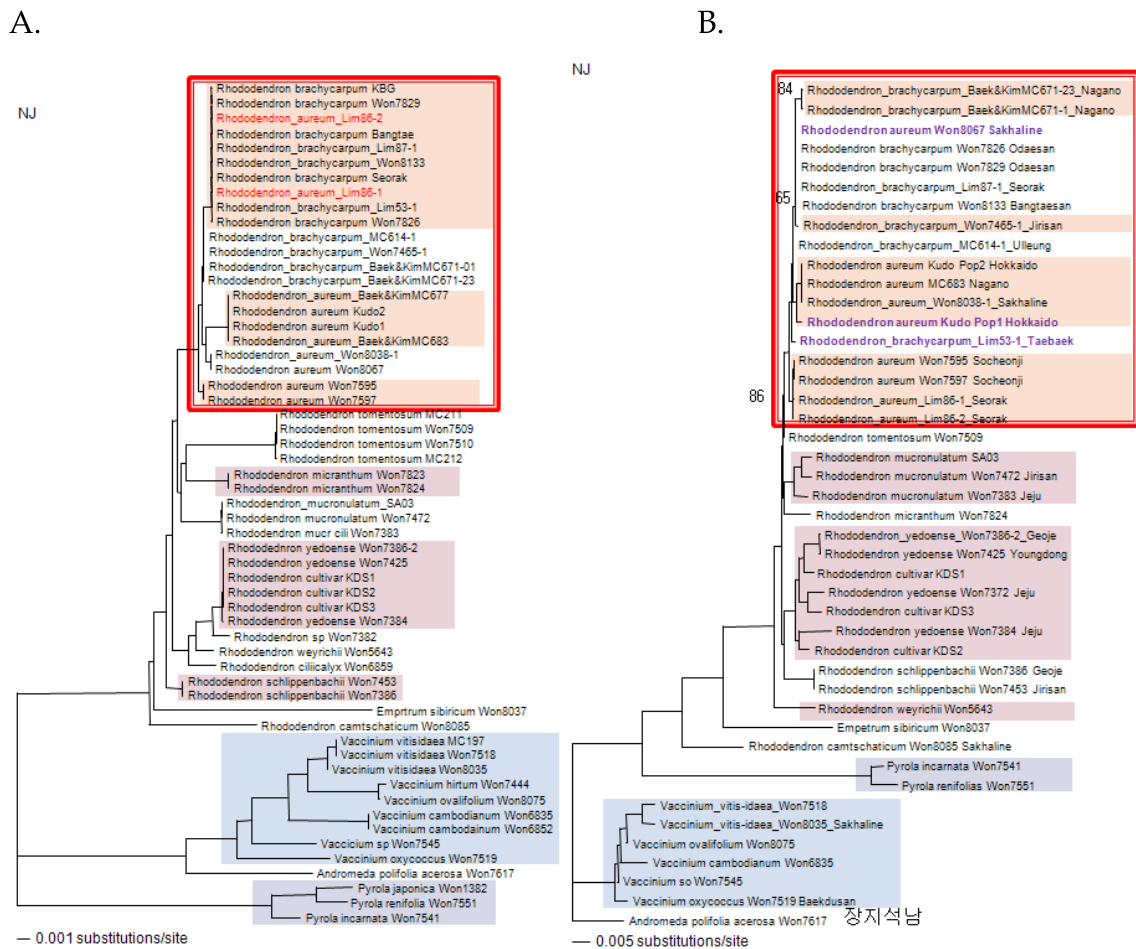 A.
B.
NJ
Rhododendron brachycarpum KBG
Rhododendron brachycarpum Won7829
Rhododendron_aureum_Lim86-2
Rhododendron brachycarpum Bangtae
Rhododendron_brachycarpum_Lim87-1
Rhododendron_brachycarpum_Won8133
Rhododendron brachycarpum Seorak
Rhododendron_aureum_Lim86-1
Rhododendron_brachycarpum_Lim53-1
Rhododendron brachycarpum Won7826
Rhododendron_brachycarpum_MC614-1
Rhododendron_brachycarpum_Won7465-1
Rhododendron_brachycarpum_Baek&KimMC671-01
Rhododendron_brachycarpum_Baek&KimMC671-23
Rhododendron_aureum_Baek&KimMC677
Rhododendron aureum Kudo2
Rhododendron aureum Kudo1
Rhododendron_aureum_Baek&KimMC683
Rhododendron_aureum_Won8038-1
Rhododendron aureum Won8067
Rhododendron aureum Won7595
Rhododendron aureum Won7597
Rhododendron tomentosum MC211
Rhododendron tomentosum Won7509
Rhododendron tomentosum Won7510
Rhododendron tomentosum MC212
Rhododendron micranthum Won7823
Rhododendron micranthum Won7824
Rhododendron_mucronulatum_SA03
Rhododendron mucronulatum Won7472
Rhododendron mucr cili Won7383
Rhododednron yedoense Won7386-2
Rhododendron yedoense Won7425
Rhododendron cultivar KDS1
Rhododendron cultivar KDS2
Rhododendron cultivar KDS3
Rhododendron yedoense Won7384
Rhododendron sp Won7382
Rhododendron weyrichii Won5643
Rhododendron ciliicalyx Won6859
Rhododendron schlippenbachii Won7453
Rhododendron schlippenbachii Won7386
Emprtrum sibiricum Won8037
Rhododendron camtschaticum Won8085
Vaccinium vitisidaea MC197
Vaccinium vitisidaea Won7518
Vaccinium vitisidaea Won8035
Vaccinium hirtum Won7444
Vaccinium ovalifolium Won8075
Vaccinium cambodianum Won6835
Vaccinium cambodainum Won6852
Vaccicium sp Won7545
Vaccinium oxycoccus Won7519
Andromeda polifolia acerosa Won7617
Pyrola japonica Won1382
Pyrola renifolia Won7551
Pyrola incarnata Won7541
0.001 substitutions/site
NJ
84
Rhododendron_brachycarpum_Baek&KimMC671-23_Nagano
Rhododendron_brachycarpum_Baek&KimMC671-1_Nagano
Rhododendron aureum Won8067 Sakhaline
Rhododendron brachycarpum Won7826 Odaesan
Rhododendron brachycarpum Won7829 Odaesan
Rhododendron_brachycarpum_Lim87-1_Seorak
65
Rhododendron brachycarpum Won8133 Bangtaesan
Rhododendron_brachycarpum_Won7465-1_Jirisan
Rhododendron_brachycarpum_MC614-1_Ulleung
Rhododendron aureum Kudo Pop2 Hokkaido
Rhododendron aureum MC683 Nagano
Rhododendron_aureum_Won8038-1_Sakhaline
Rhododendron aureum Kudo Pop1 Hokkaido
Rhododendron_brachycarpum_Lim53-1_Taebaek
Rhododendron aureum Won7595 Socheonji
Rhododendron aureum Won7597 Socheonji
86
Rhododendron_aureum_Lim86-1_Seorak
Rhododendron_aureum_Lim86-2_Seorak
Rhododendron tomentosum Won7509
Rhododendron mucronulatum SA03
Rhododendron mucronulatum Won7472 Jirisan
Rhododendron mucronulatum Won7383 Jeju
Rhododendron micranthum Won7824
Rhododendron_yedoense_Won7386-2_Geoje
Rhododendron yedoense Won7425 Youngdong
Rhododendron cultivar KDS1
Rhododendron yedoense Won7372 Jeju
Rhododendron cultivar KDS3
Rhododendron yedoense Won7384 Jeju
Rhododendron cultivar KDS2
Rhododendron schlippenbachii Won7386 Geoje
Rhododendron schlippenbachii Won7453 Jirisan
Rhododendron weyrichii Won5643
Empetrum sibiricum Won8037
Rhododendron camtschaticum Won8085 Sakhaline
Pyrola incarnata Won7541
Pyrola renifolias Won7551
Vaccinium_vitis-idaea_Won7518
Vaccinium_vitis-idaea_Won8035_Sakhaline
Vaccinium ovalifolium Won8075
Vaccinium cambodianum Won6835
Vaccinium so Won7545
Vaccinium oxycoccus Won7519 Baekdusan
Andromeda polifolia acerosa Won7617 장지석남
0.005 substitutions/site